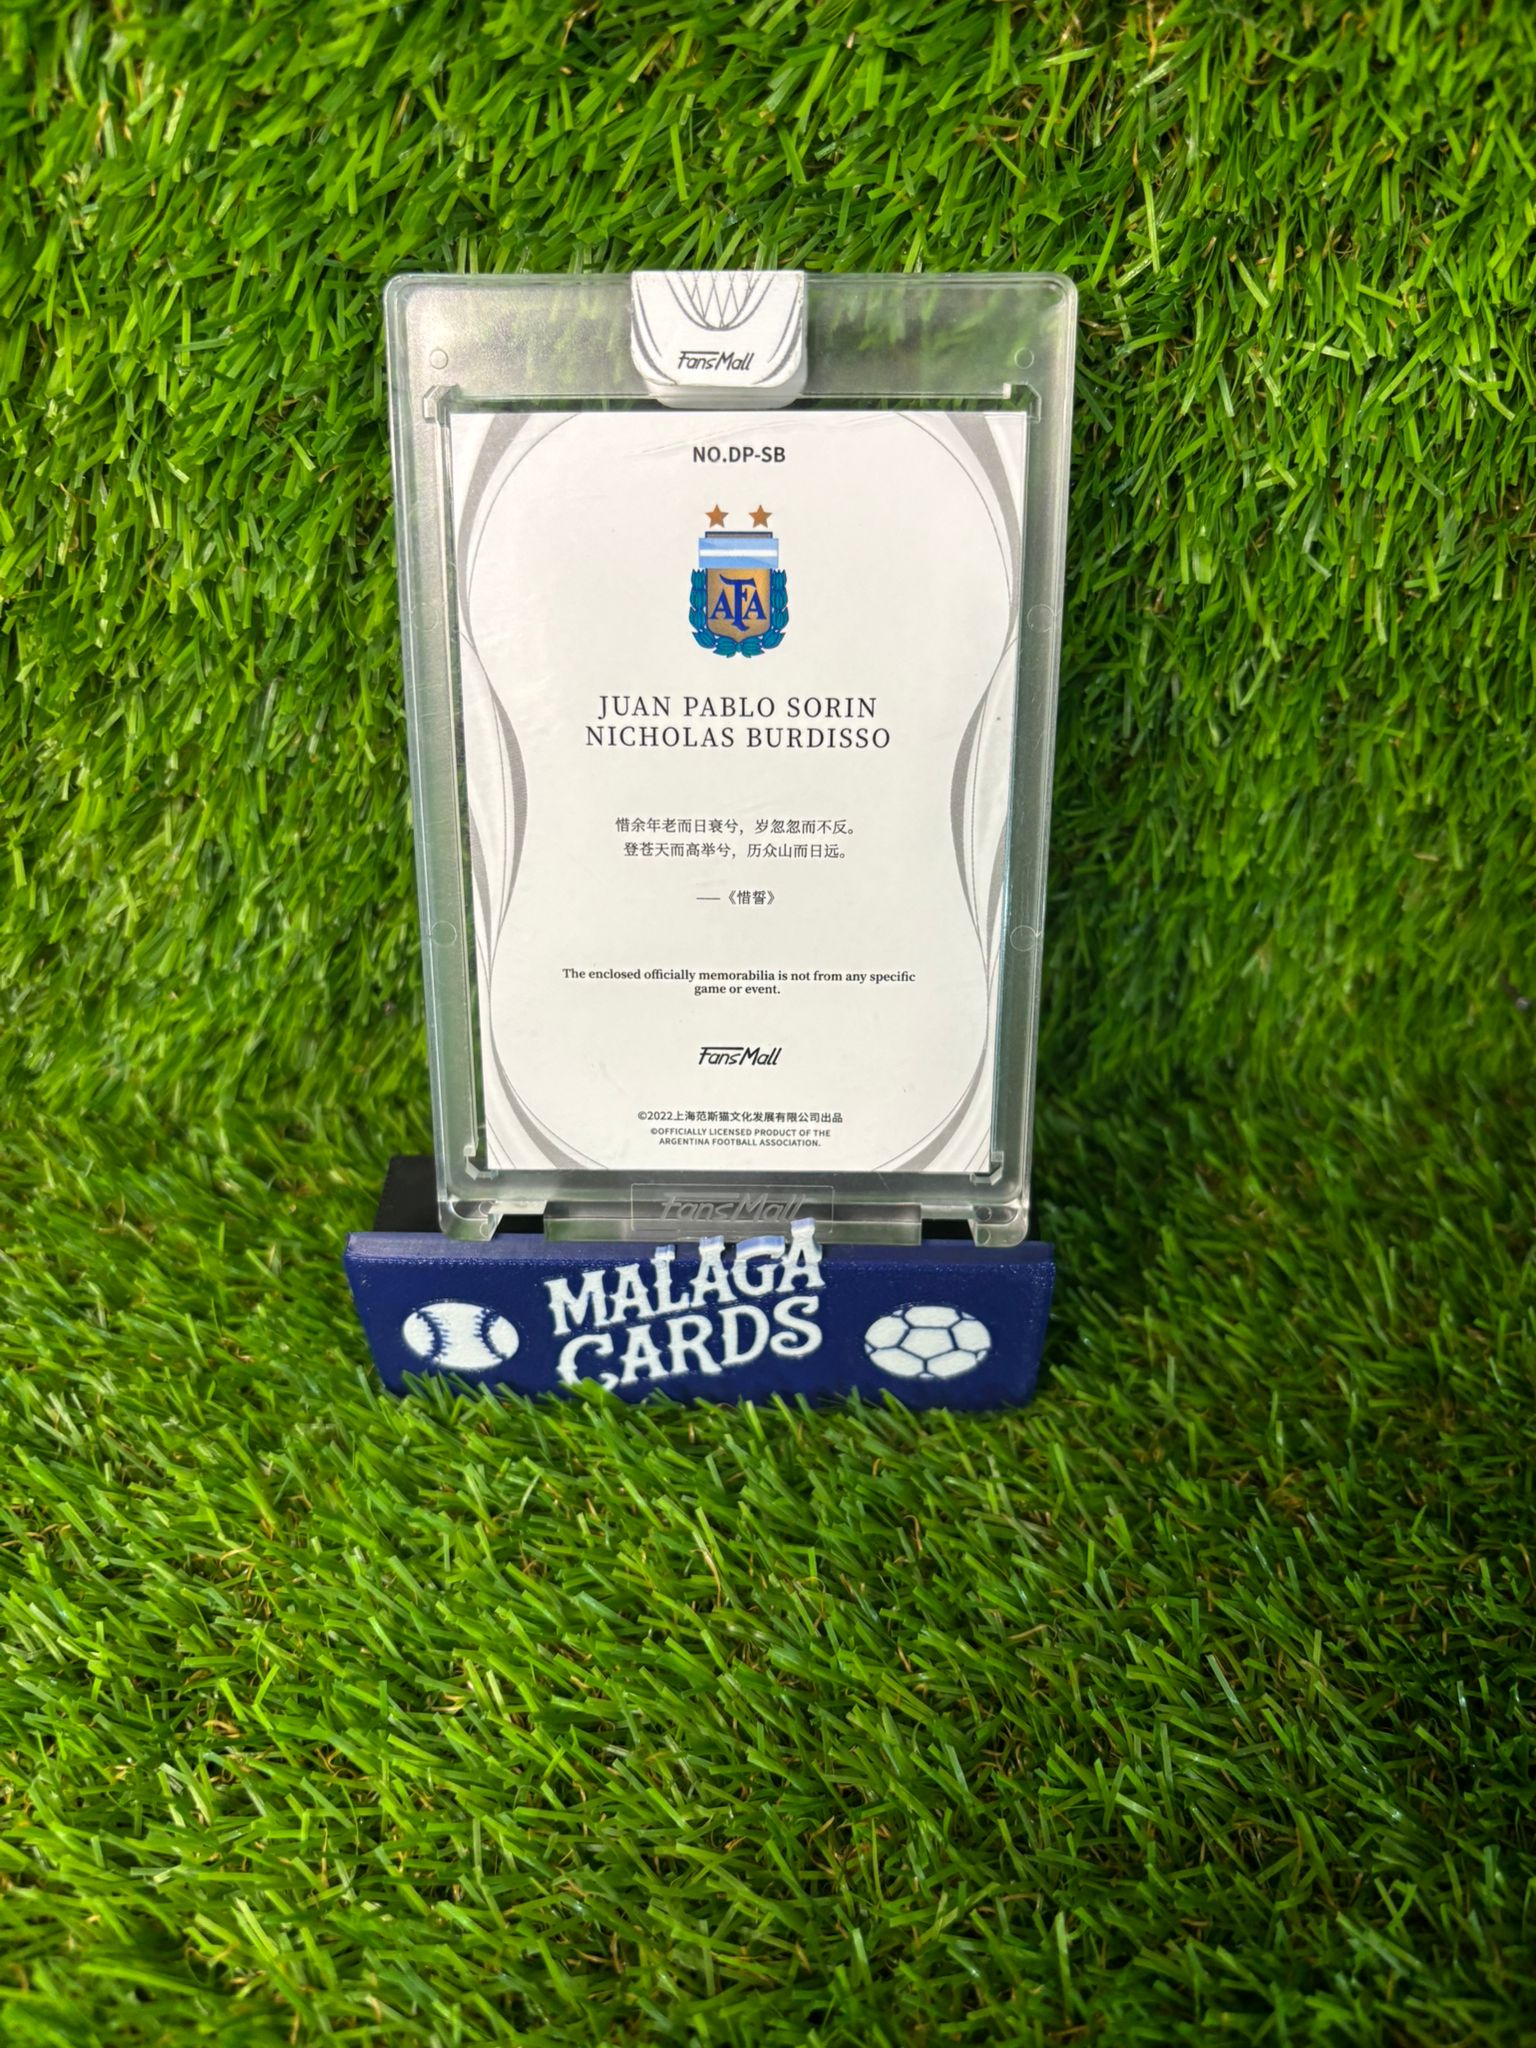 FansMall
NO.DP-SB
AFA
JUAN PABLO SORIN
NICHOLAS BURDISSO
惜余年老而日衰兮，岁忽忽而不反。
登苍天而高举兮，历众山而日远。
——《惜誓》
The enclosed officially memorabilia is not from any specific
game or event.
FansMall
©2022上海范斯猫文化发展有限公司出品
©OFFICIALLY LICENSED PRODUCT OF THE
ARGENTINA FOOTBALL ASSOCIATION.
FansMall
MALAGA
CARDS